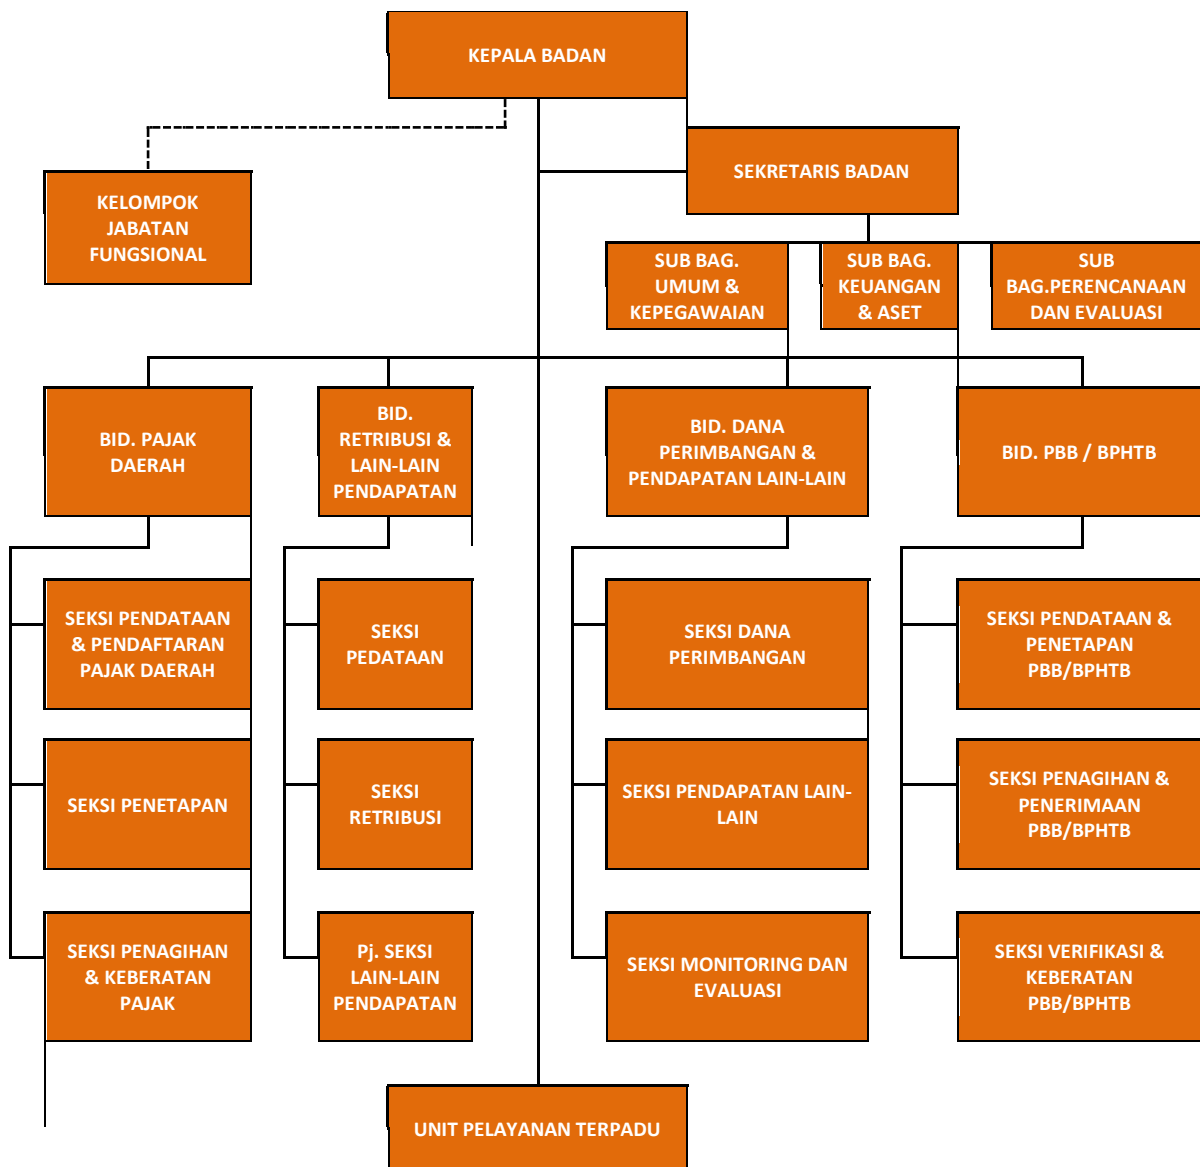 KEPALA BADAN
SEKRETARIS BADAN
KELOMPOK
JABATAN
FUNGSIONAL
SUB BAG.
UMUM &
KEPEGAWAIAN
SUB BAG.
KEUANGAN
& ASET
SUB
BAG.PERENCANAAN
DAN EVALUASI
BID. PAJAK
DAERAH
BID.
RETRIBUSI &
LAIN-LAIN
PENDAPATAN
BID. DANA
PERIMBANGAN &
PENDAPATAN LAIN-LAIN
BID. PBB / BPHTB
SEKSI PENDATAAN
& PENDAFTARAN
PAJAK DAERAH
SEKSI
PEDATAAN
SEKSI DANA
PERIMBANGAN
SEKSI PENDATAAN &
PENETAPAN
PBB/BPHTB
SEKSI PENETAPAN
SEKSI
RETRIBUSI
SEKSI PENDAPATAN LAIN-
LAIN
SEKSI PENAGIHAN &
PENERIMAAN
PBB/BPHTB
SEKSI PENAGIHAN
& KEBERATAN
PAJAK
Pj. SEKSI
LAIN-LAIN
PENDAPATAN
SEKSI MONITORING DAN
EVALUASI
SEKSI VERIFIKASI &
KEBERATAN
PBB/BPHTB
UNIT PELAYANAN TERPADU